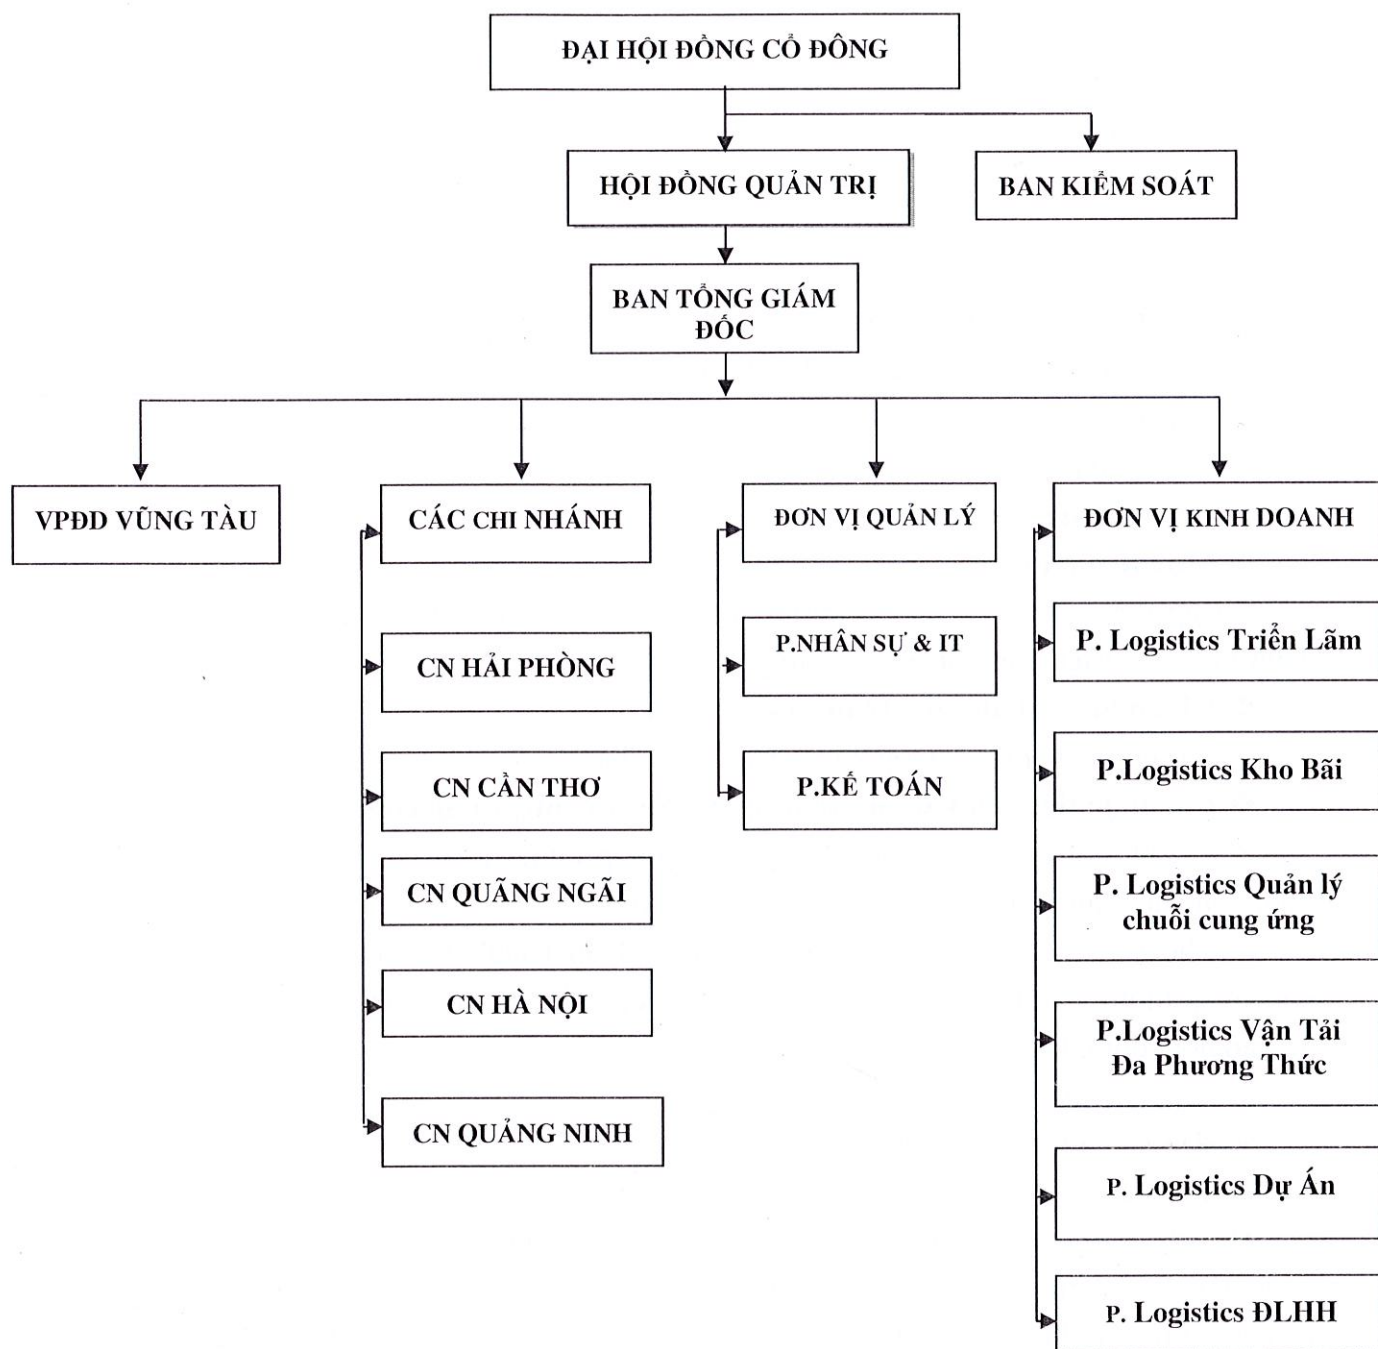 ĐẠI HỘI ĐỒNG CỔ ĐÔNG
HỘI ĐỒNG QUẢN TRỊ
BAN KIỂM SOÁT
BAN TỔNG GIÁM
ĐỐC
VPĐD VŨNG TÀU
CÁC CHI NHÁNH
CN HẢI PHÒNG
CN CẦN THƠ
CN QUÃNG NGÃI
CN HÀ NỘI
CN QUẢNG NINH
ĐƠN VỊ QUẢN LÝ
P.NHÂN SỰ & IT
P.KẾ TOÁN
ĐƠN VỊ KINH DOANH
P. Logistics Triển Lãm
P.Logistics Kho Bãi
P. Logistics Quản lý
chuỗi cung ứng
P.Logistics Vận Tải
Đa Phương Thức
P. Logistics Dự Án
P. Logistics ĐLHH